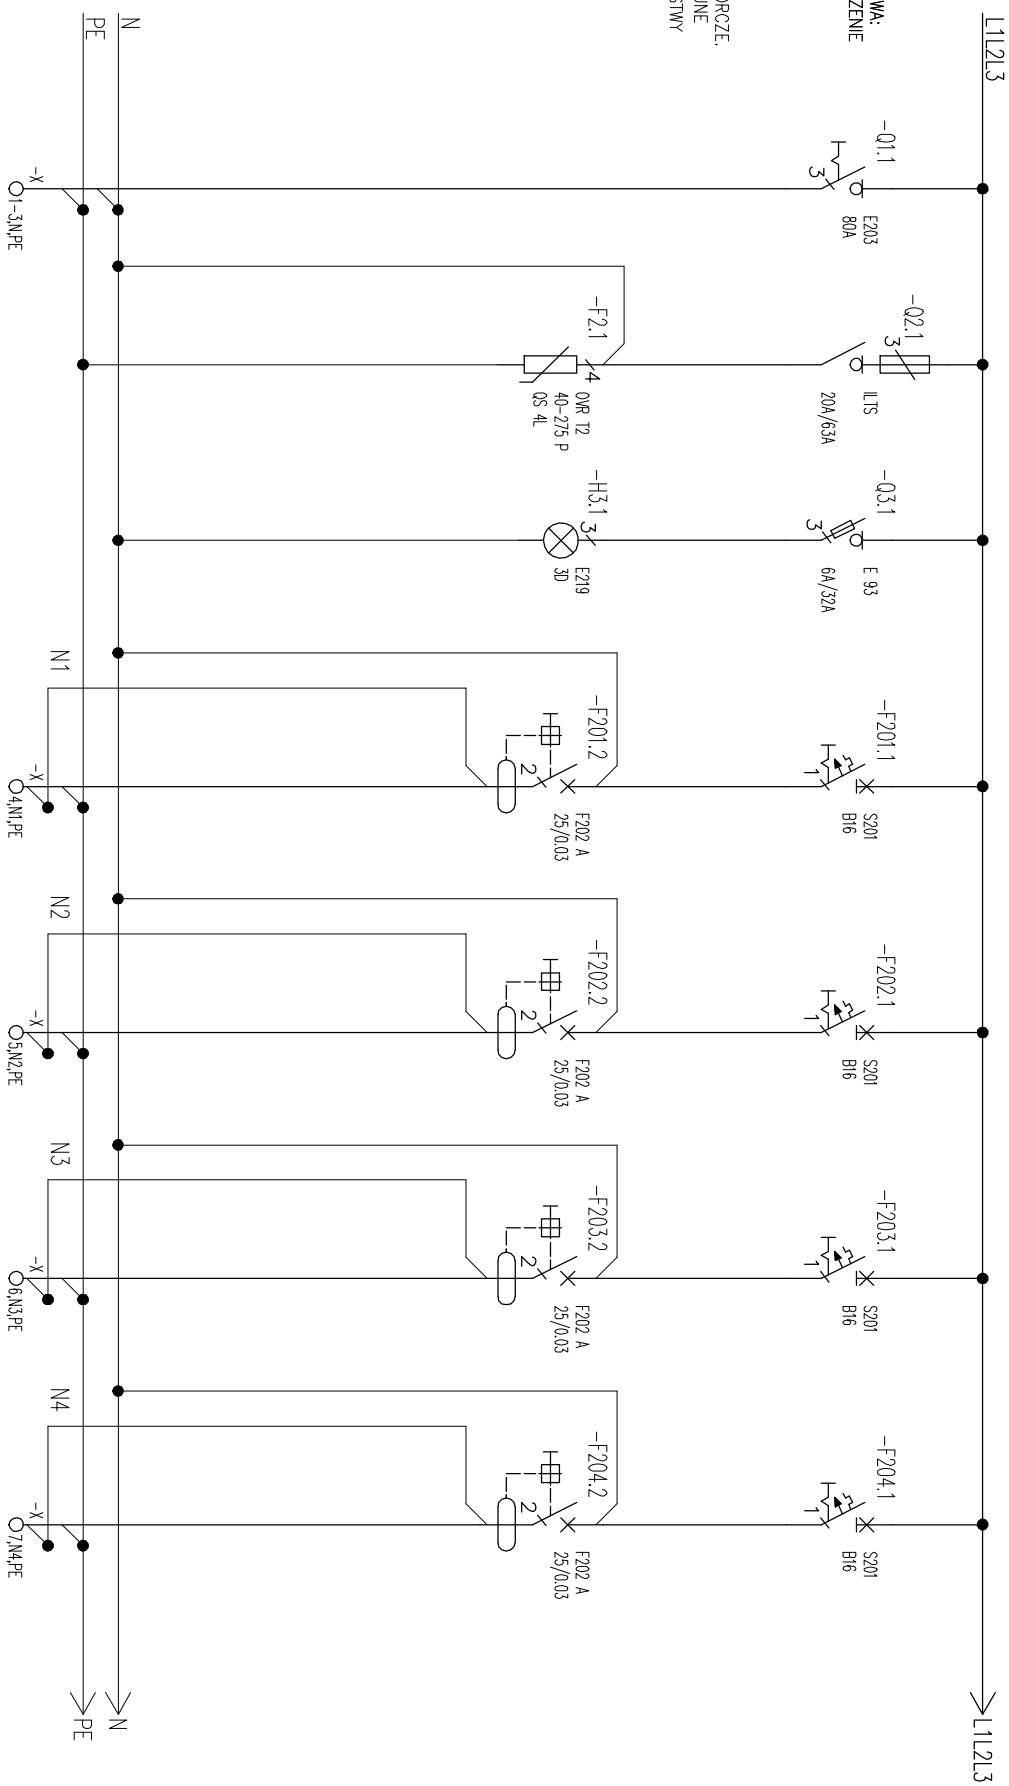 WA:
ZENIE
ORCZE.
JNE
STWY
L1L2L3
N
PE
-Q1.1
3
E203
80A
-X
1-3,N,PE
-Q2.1
3
ILTS
20A/63A
-F2.1
4
OVR T2
40-275 P
QS 4L
-Q3.1
3
E 93
6A/32A
-H3.1
3
E219
3D
-F201.1
1
S201
B16
-F201.2
2
F202 A
25/0.03
N1
-X
4,N1,PE
-F202.1
1
S201
B16
-F202.2
2
F202 A
25/0.03
N2
-X
5,N2,PE
-F203.1
1
S201
B16
-F203.2
2
F202 A
25/0.03
N3
-X
6,N3,PE
-F204.1
1
S201
B16
-F204.2
2
F202 A
25/0.03
N4
-X
7,N4,PE
L1L2L3
N
PE